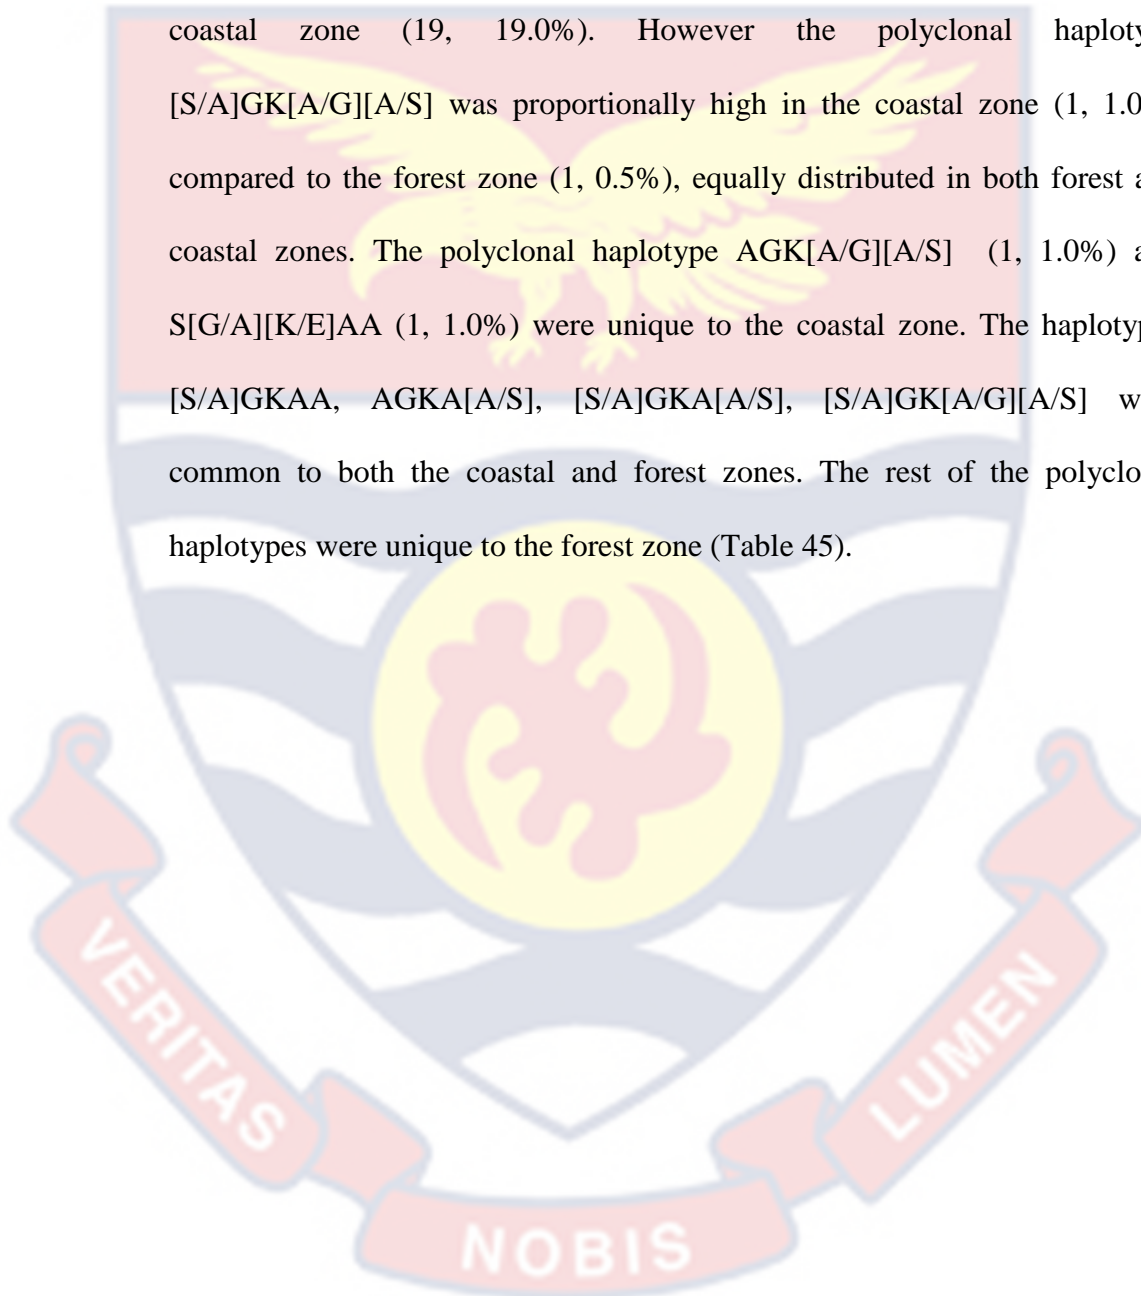 coastal zone (19, 19.0%). However the polyclonal haploty
[S/A]GK[A/G][A/S] was proportionally high in the coastal zone (1, 1.0
compared to the forest zone (1, 0.5%), equally distributed in both forest a
coastal zones. The polyclonal haplotype AGK[A/G][A/S] (1, 1.0%) a
S[G/A][K/E]AA (1, 1.0%) were unique to the coastal zone. The haplotyp
[S/A]GKAA, AGKA[A/S], [S/A]GKA[A/S], [S/A]GK[A/G][A/S] w
common to both the coastal and forest zones. The rest of the polyclo
haplotypes were unique to the forest zone (Table 45).
VERITAS
NOBIS
LUMEN